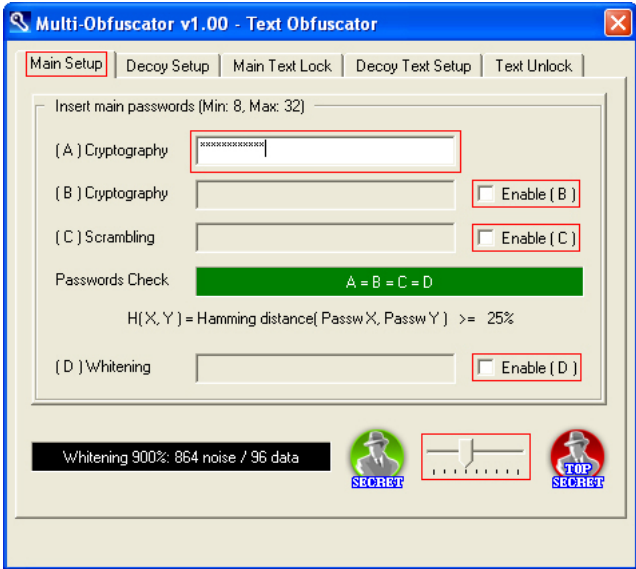 Multi-Obfuscator v1.00 - Text Obfuscator
Main Setup Decoy Setup Main Text Lock Decoy Text Setup Text Unlock
Insert main passwords (Min: 8, Max: 32)
(A) Cryptography ************
(B) Cryptography Enable (B)
(C) Scrambling Enable (C)
Passwords Check A = B = C = D
H(X, Y) = Hamming distance( Passw X, Passw Y ) >= 25%
(D) Whitening Enable (D)
Whitening 900%: 864 noise / 96 data
SECRET
TOP
SECRET